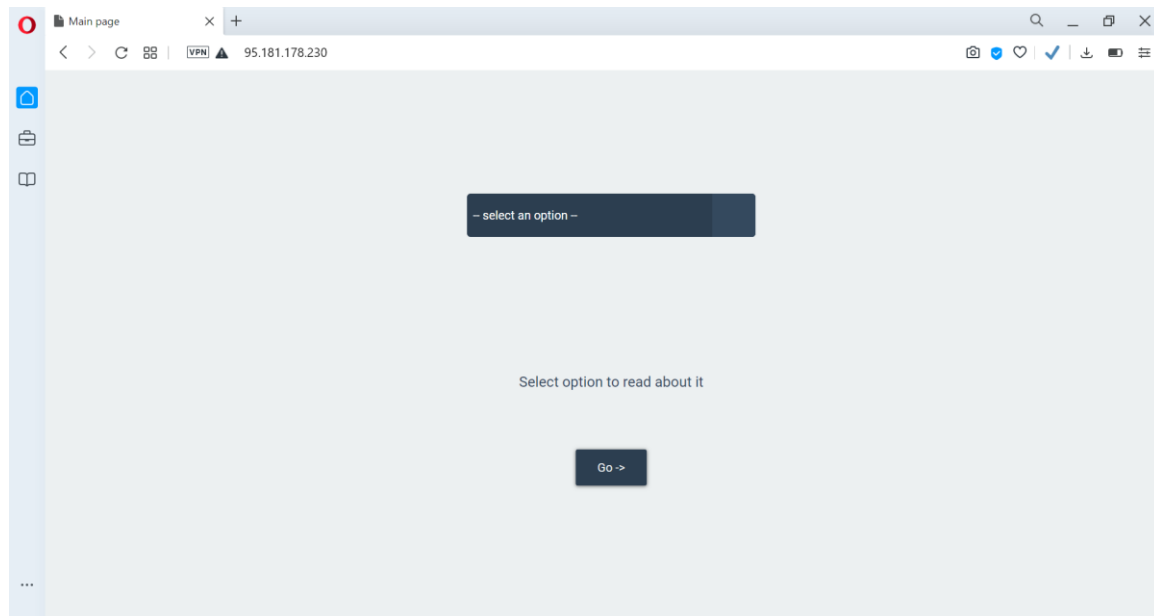 Main page
VPN 95.181.178.230
-- select an option --
Select option to read about it
Go ->